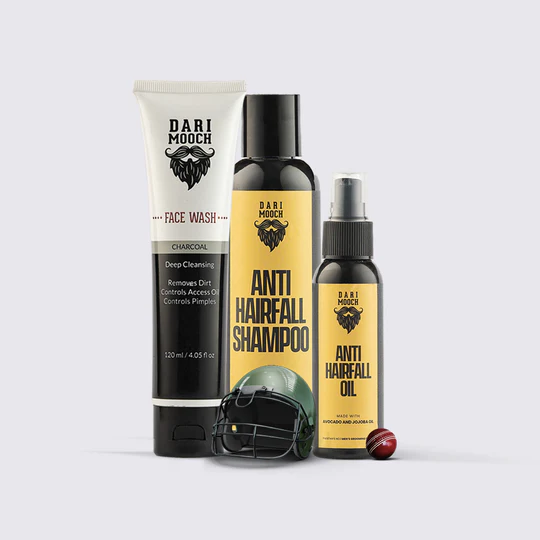 DARI
MOOCH
FACE WASH
CHARCOAL
Deep Cleansing
Removes Dirt
Controls Access Oil
Controls Pimples
120 ml / 4.05 fl oz
DARI
MOOCH
ANTI
HAIRFALL
SHAMPOO
DARI
MOOCH
ANTI
HAIRFALL
OIL
MADE WITH
AVOCADO AND JOJOBA OIL